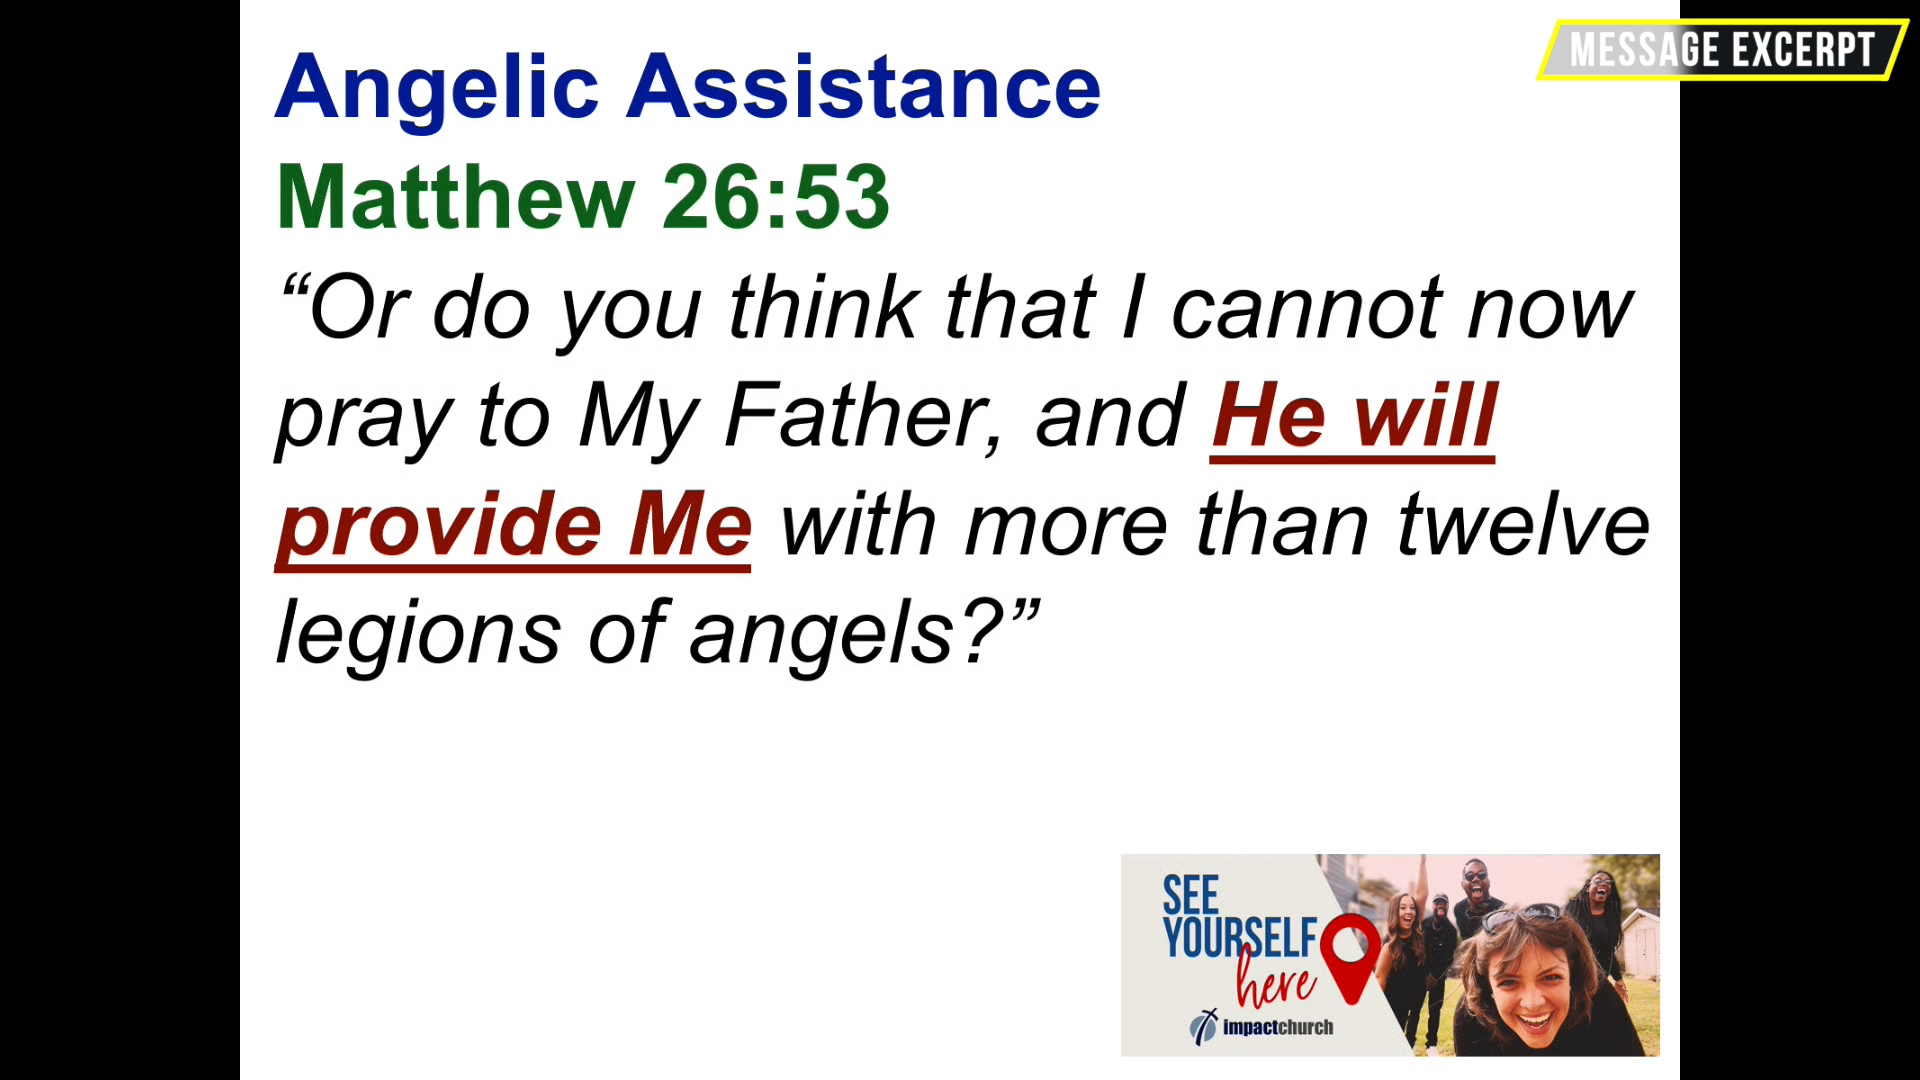 MESSAGE EXCERPT
Angelic Assistance
Matthew 26:53
“Or do you think that I cannot now
pray to My Father, and He will
provide Me with more than twelve
legions of angels?”
SEE
YOURSELF
here
impactchurch